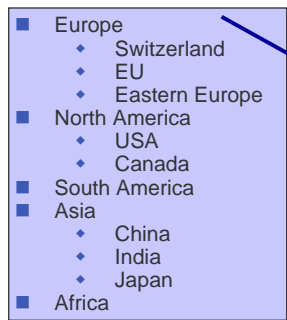 Europe
Switzerland
EU
Eastern Europe
North America
USA
Canada
South America
Asia
China
India
Japan
Africa